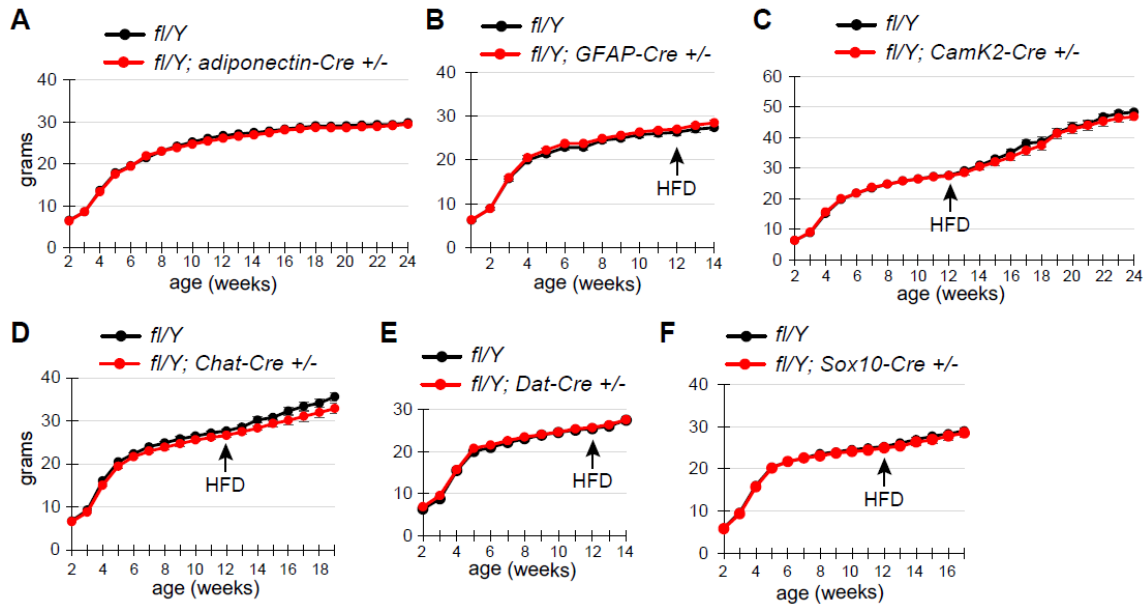 A
fl/Y
fl/Y; adiponectin-Cre +/-
grams
40
30
20
10
0
2 4 6 8 10 12 14 16 18 20 22 24
age (weeks)
B
fl/Y
fl/Y; GFAP-Cre +/-
40
30
20
10
0
HFD
2 4 6 8 10 12 14
age (weeks)
C
fl/Y
fl/Y; CamK2-Cre +/-
60
50
40
30
20
10
0
HFD
2 4 6 8 10 12 14 16 18 20 22 24
age (weeks)
D
fl/Y
fl/Y; Chat-Cre +/-
grams
40
30
20
10
0
HFD
2 4 6 8 10 12 14 16 18
age (weeks)
E
fl/Y
fl/Y; Dat-Cre +/-
30
20
10
0
HFD
2 4 6 8 10 12 14
age (weeks)
F
fl/Y
fl/Y; Sox10-Cre +/-
40
30
20
10
0
HFD
2 4 6 8 10 12 14 16
age (weeks)